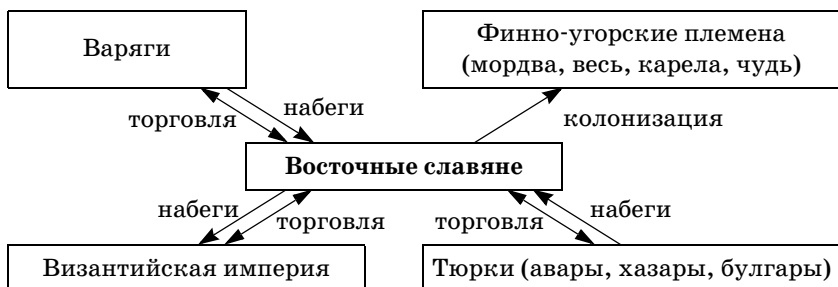 Варяги
Финно-угорские племена
(мордва, весь, карела, чудь)
набеги
торговля
колонизация
Восточные славяне
набеги
торговля
торговля
набеги
Византийская империя
Тюрки (авары, хазары, булгары)